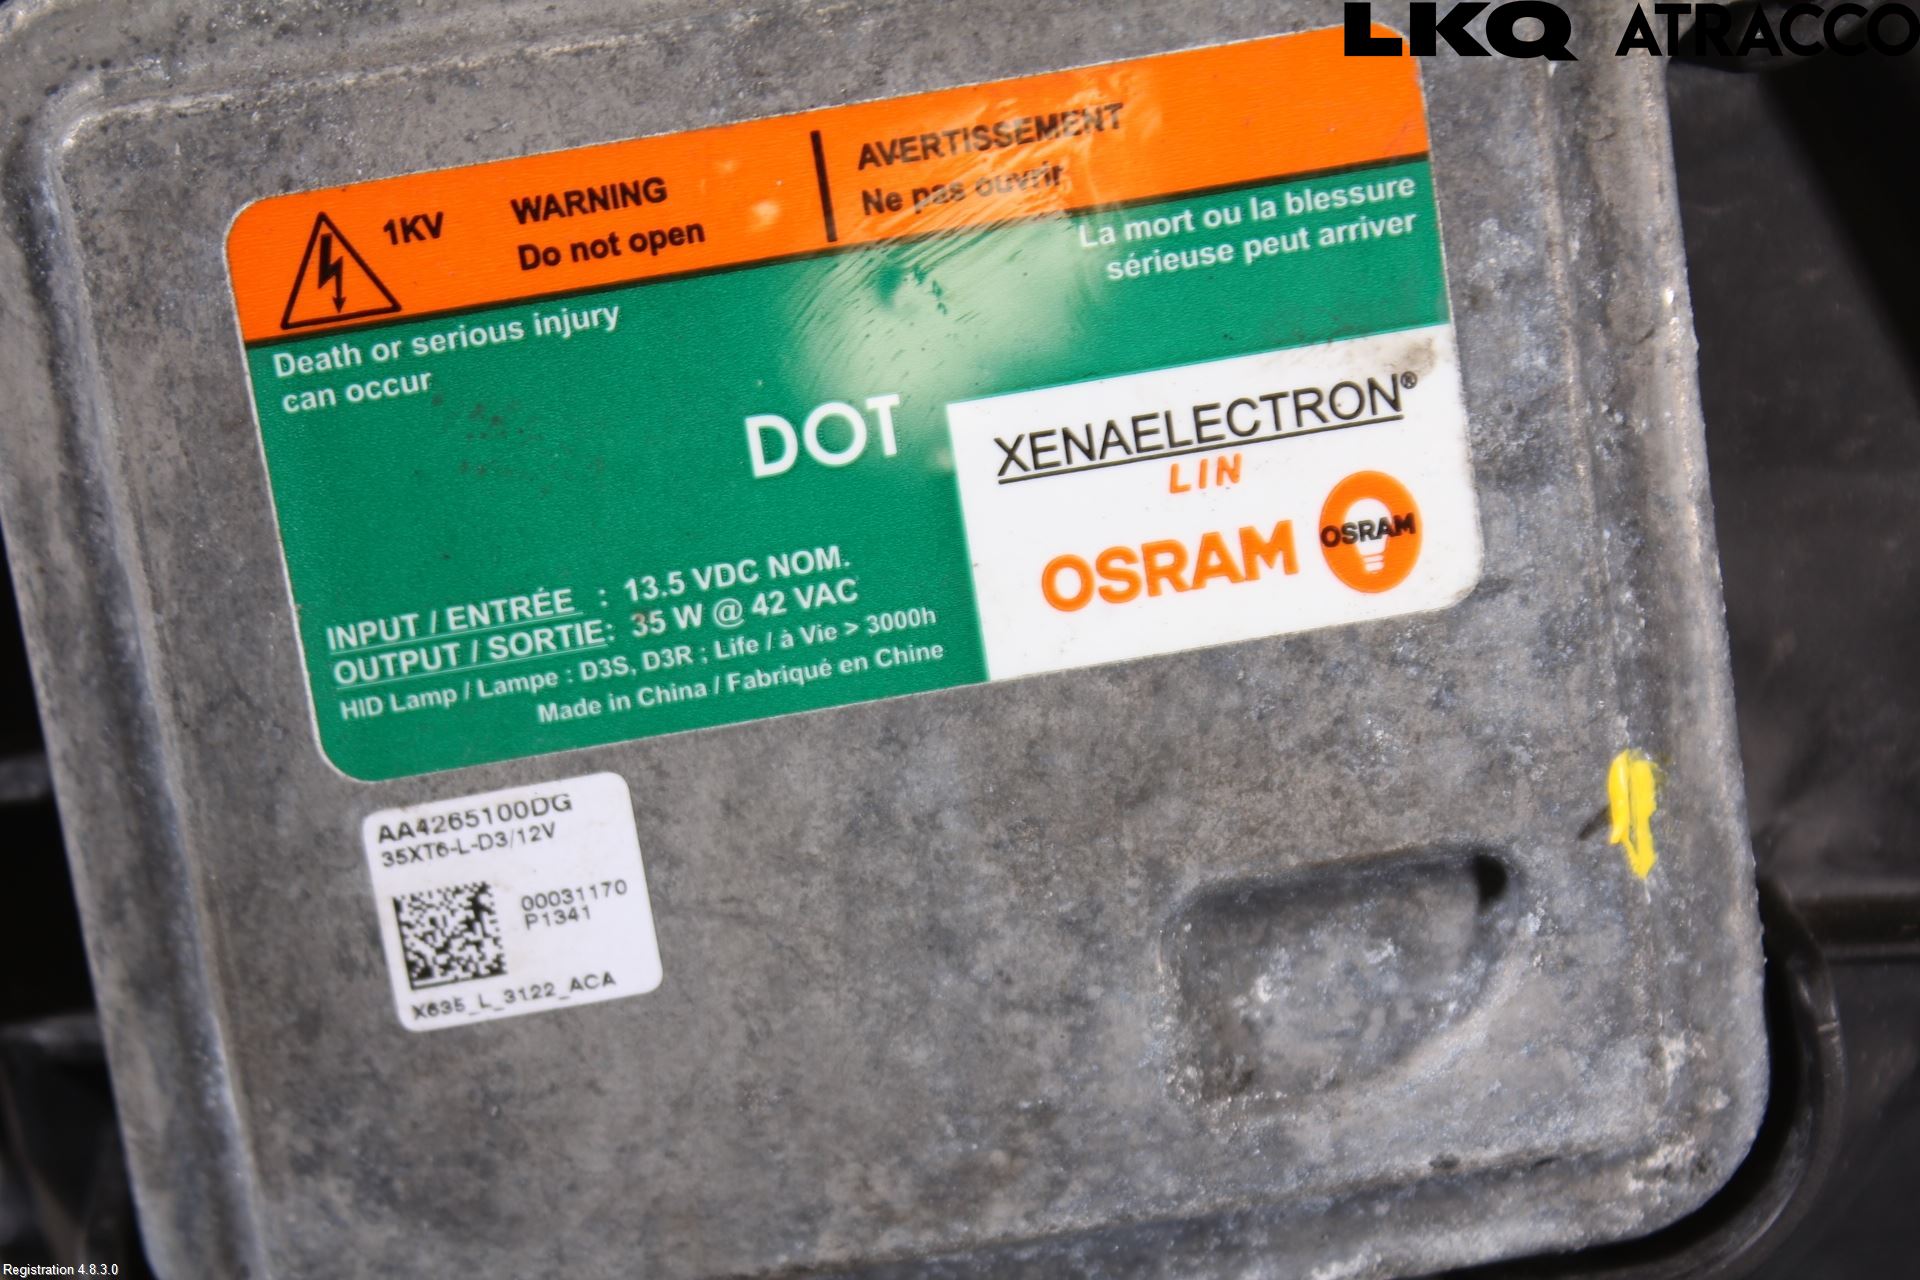 LKQ ATRACCO
1KV
WARNING
Do not open
AVERTISSEMENT
Ne pas ouvrir
Death or serious injury
can occur
La mort ou la blessure
sérieuse peut arriver
DOT
XENAELECTRON®
LIN
OSRAM
OSRAM
INPUT / ENTRÉE : 13.5 VDC NOM.
OUTPUT / SORTIE: 35 W @ 42 VAC
HID Lamp / Lampe : D3S, D3R ; Life / à Vie > 3000h
Made in China / Fabriqué en Chine
AA4265100DG
35XT6-L-D3/12V
00031170
P1341
X635_L_3122_ACA
Registration 4.8.3.0